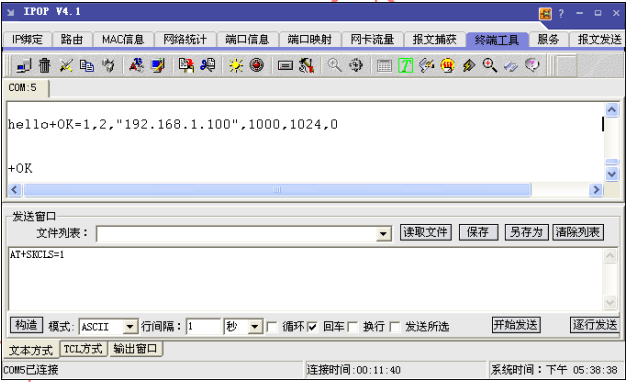 IPOP V4.1
IP绑定 路由 MAC信息 网络统计 端口信息 端口映射 网卡流量 报文捕获 终端工具 服务 报文发送
COM:5
hello+OK=1,2,"192.168.1.100",1000,1024,0
+OK
发送窗口
文件列表： 读取文件 保存 另存为 清除列表
AT+SKCLS=1
构造 模式: ASCII 行间隔：1 秒 循环 回车 换行 发送所选 开始发送 逐行发送
文本方式 TCL方式 输出窗口
COM5已连接 连接时间:00:11:40 系统时间：下午 05:38:38